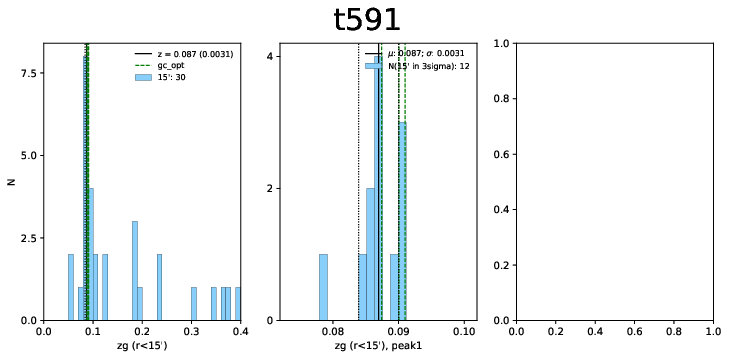 t591
z = 0.087 (0.0031)
gc_opt
15': 30
μ: 0.087; σ: 0.0031
N(15' in 3sigma): 12
N
7.5
5.0
2.5
0.0
0.0 0.1 0.2 0.3 0.4
zg (r<15')
4
2
0
0.08 0.09 0.10
zg (r<15'), peak1
1.0
0.8
0.6
0.4
0.2
0.0
0.0 0.2 0.4 0.6 0.8 1.0